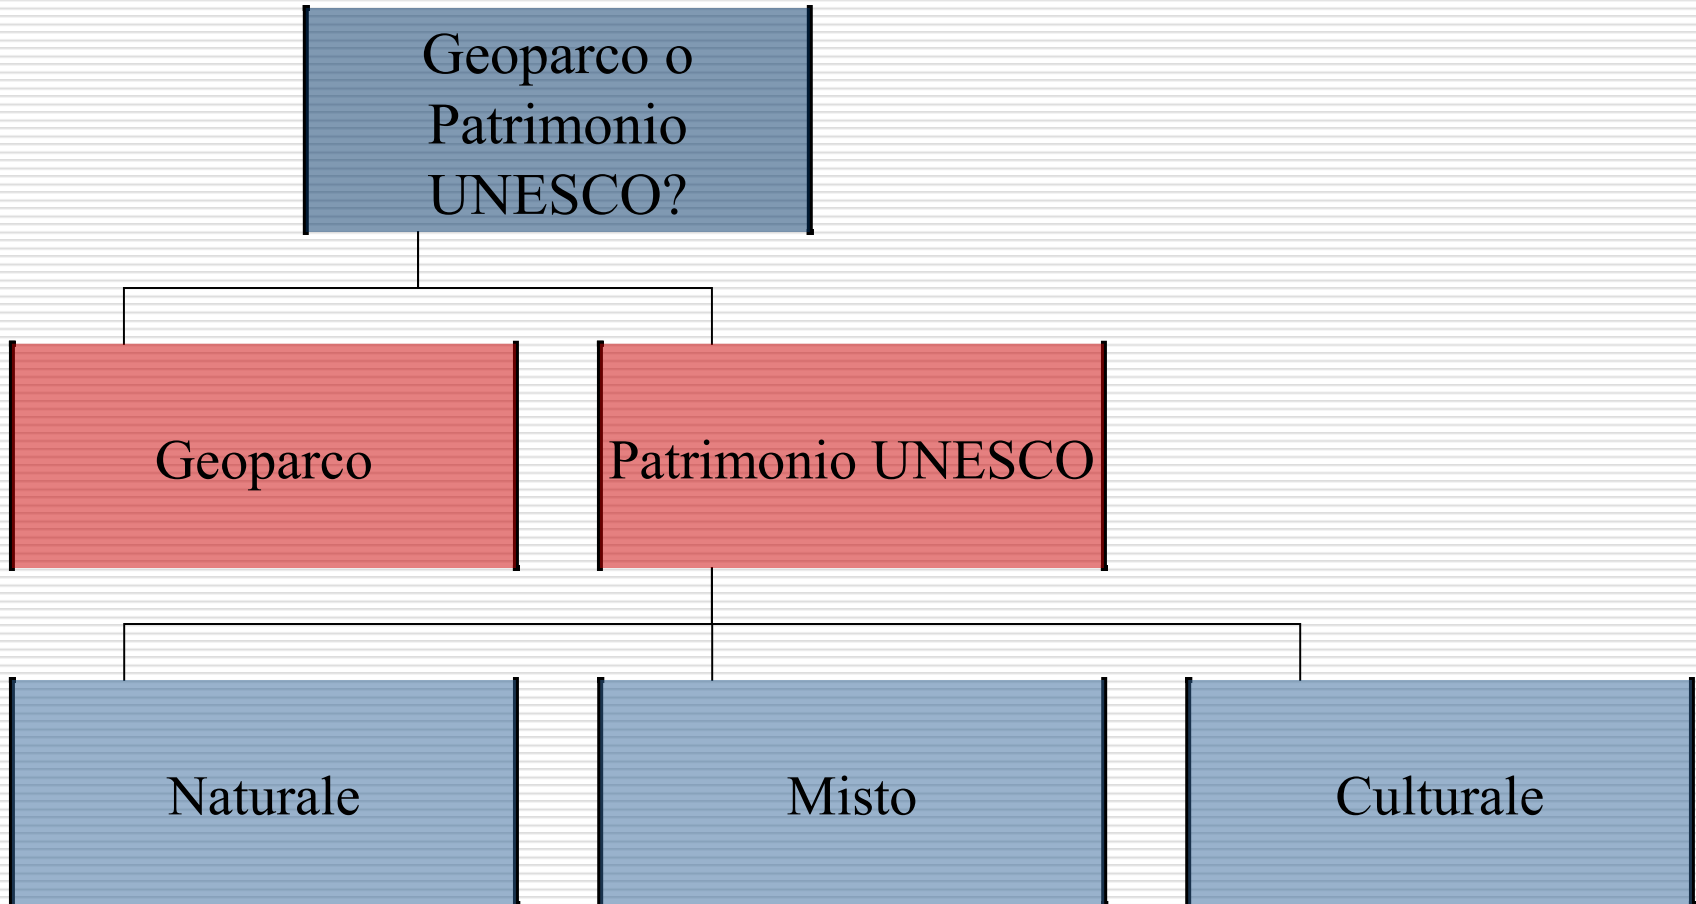 Geoparco o
Patrimonio
UNESCO?
Geoparco
Patrimonio UNESCO
Naturale
Misto
Culturale